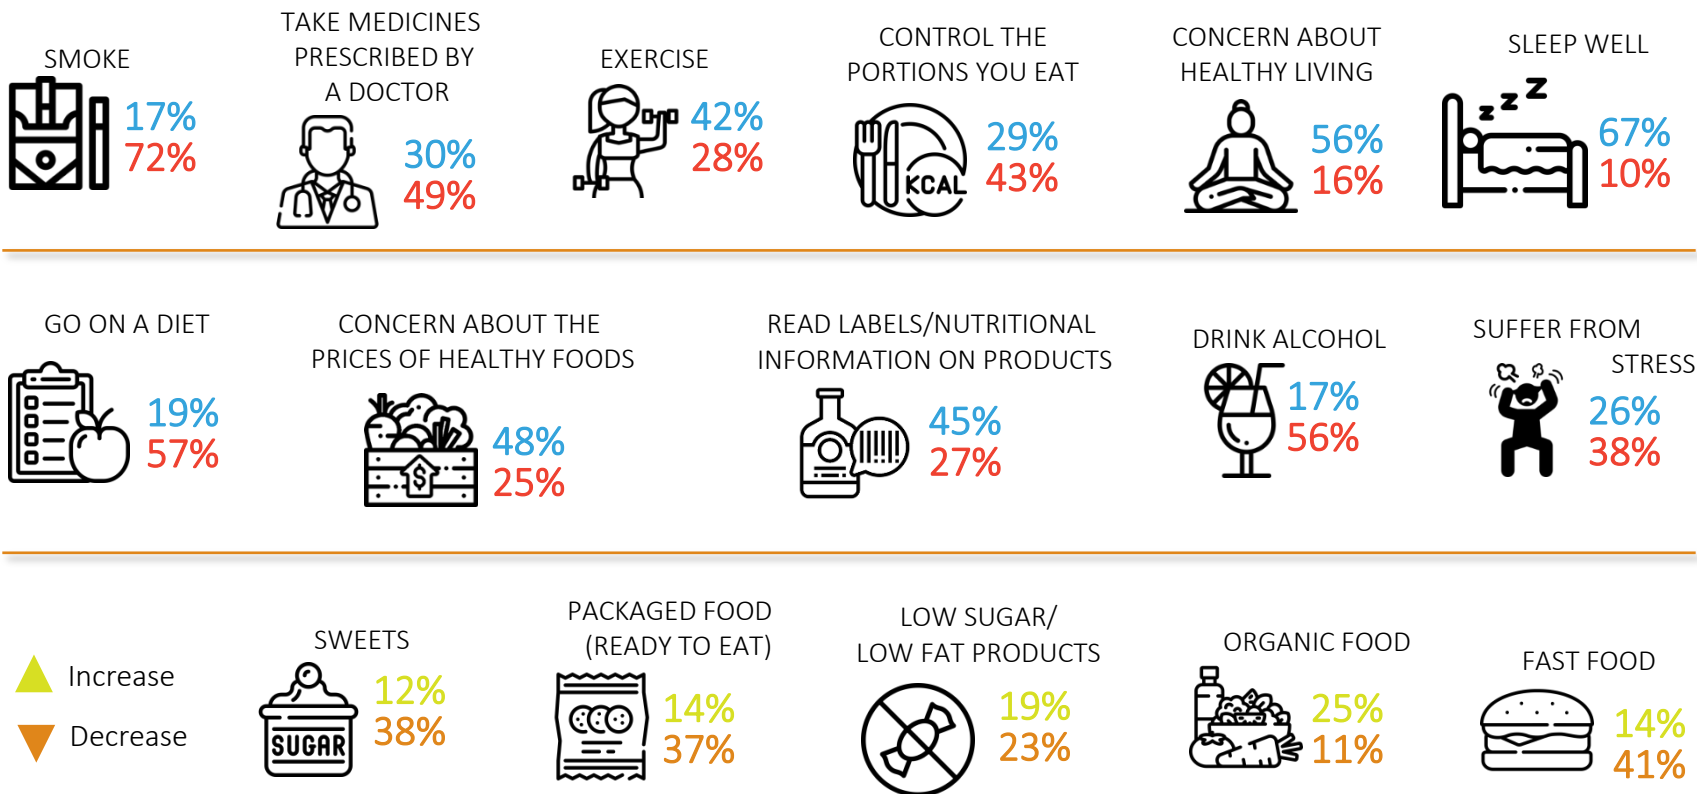 SMOKE
17%
72%
TAKE MEDICINES
PRESCRIBED BY
A DOCTOR
30%
49%
EXERCISE
42%
28%
CONTROL THE
PORTIONS YOU EAT
KCAL
29%
43%
CONCERN ABOUT
HEALTHY LIVING
56%
16%
SLEEP WELL
z z Z
67%
10%
GO ON A DIET
19%
57%
CONCERN ABOUT THE
PRICES OF HEALTHY FOODS
$
48%
25%
READ LABELS/NUTRITIONAL
INFORMATION ON PRODUCTS
45%
27%
DRINK ALCOHOL
17%
56%
SUFFER FROM
STRESS
26%
38%
Increase
Decrease
SWEETS
SUGAR
12%
38%
PACKAGED FOOD
(READY TO EAT)
14%
37%
LOW SUGAR/
LOW FAT PRODUCTS
19%
23%
ORGANIC FOOD
25%
11%
FAST FOOD
14%
41%